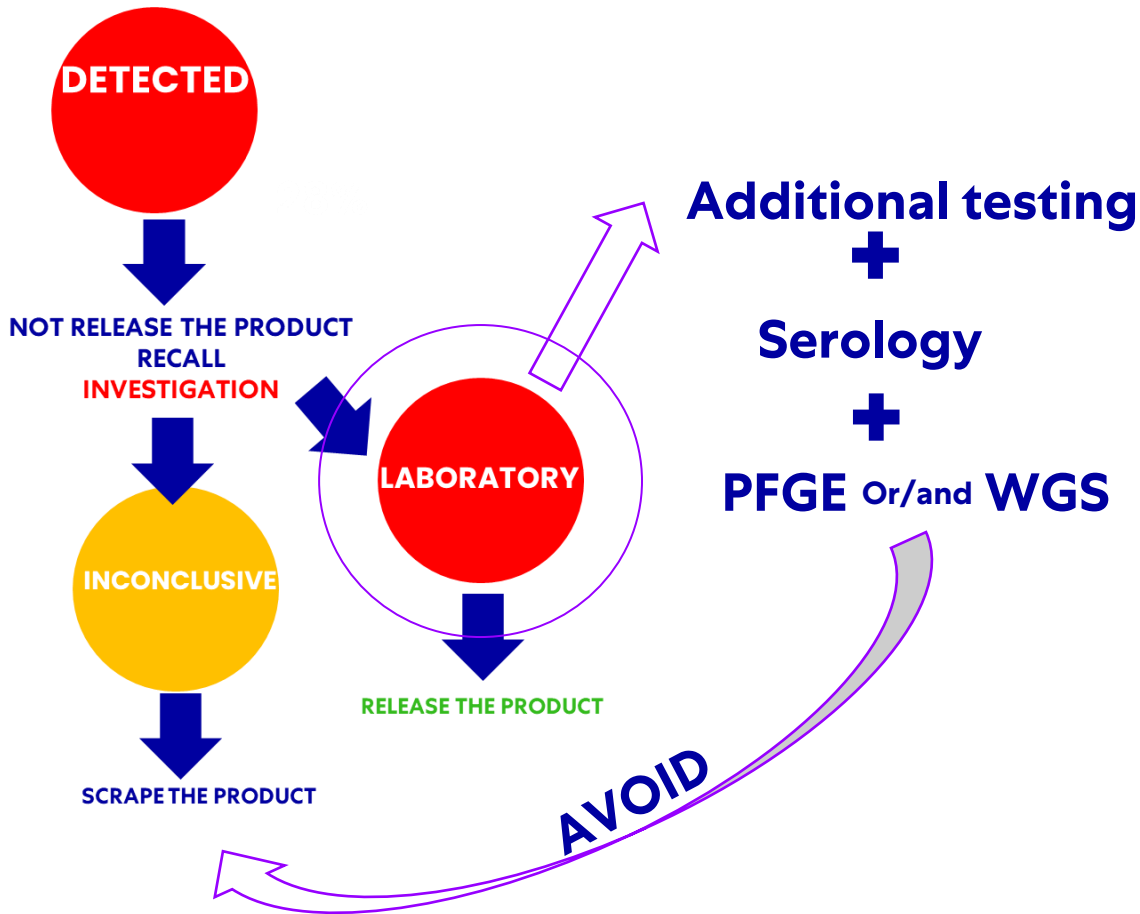 DETECTED
NOT RELEASE THE PRODUCT
RECALL
INVESTIGATION
INCONCLUSIVE
SCRAPE THE PRODUCT
LABORATORY
RELEASE THE PRODUCT
Additional testing
+
Serology
+
PFGE Or/and WGS
AVOID